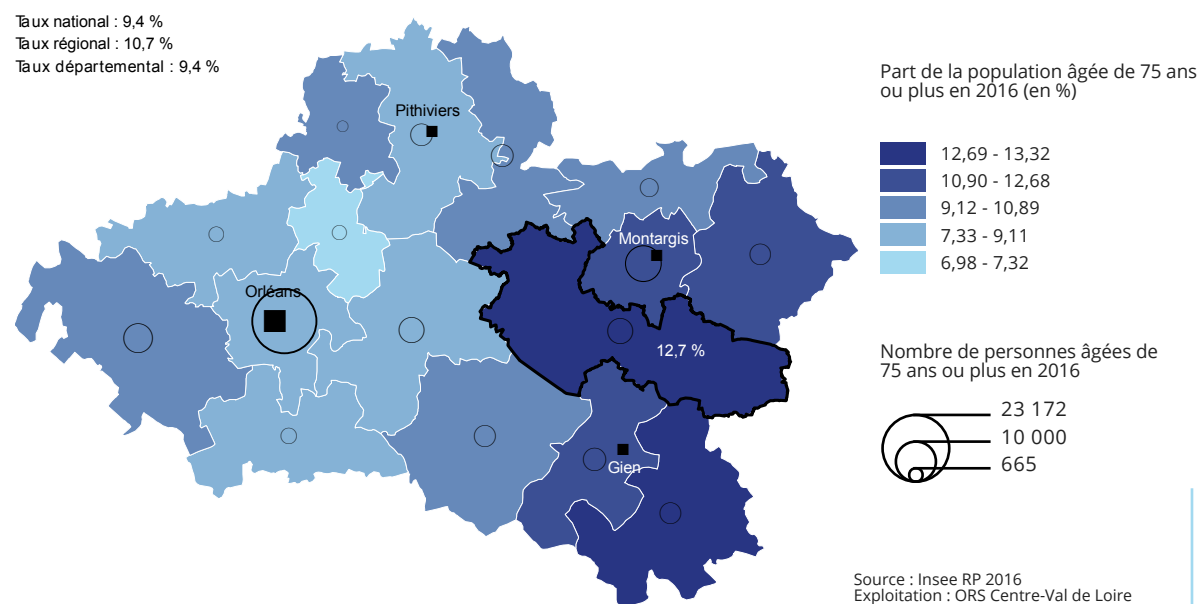 Taux national : 9,4 %
Taux régional : 10,7 %
Taux départemental : 9,4 %
Pithiviers
Montargis
Orléans
12,7 %
Gien
Part de la population âgée de 75 ans
ou plus en 2016 (en %)
12,69 - 13,32
10,90 - 12,68
9,12 - 10,89
7,33 - 9,11
6,98 - 7,32
Nombre de personnes âgées de
75 ans ou plus en 2016
23 172
10 000
665
Source : Insee RP 2016
Exploitation : ORS Centre-Val de Loire